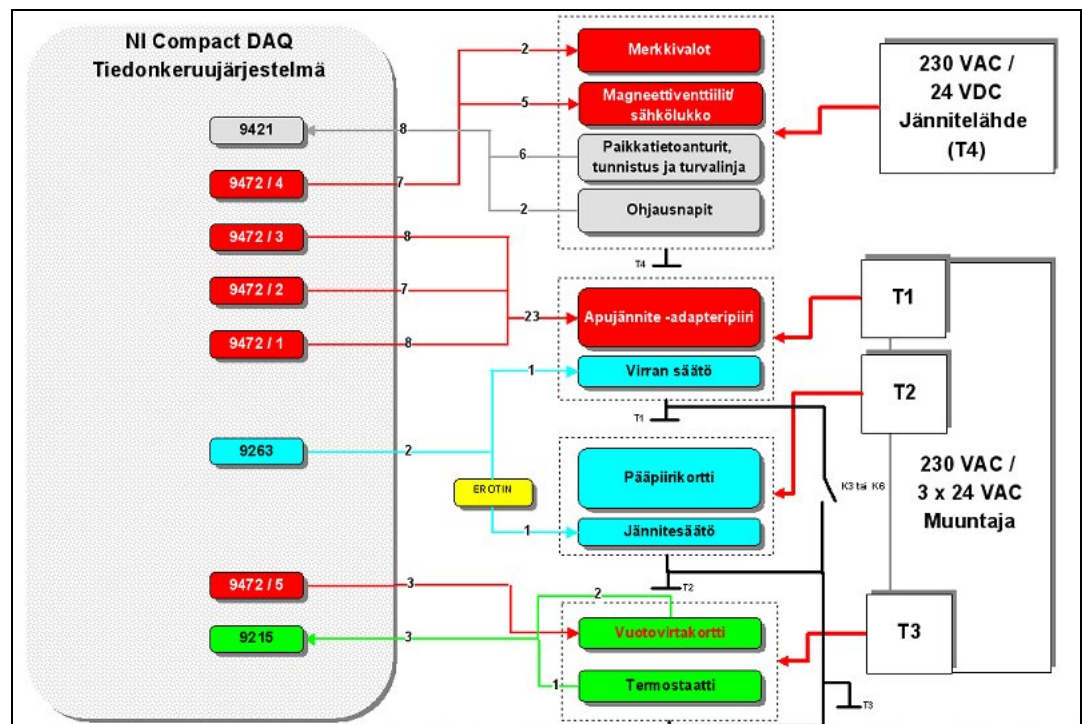 NI Compact DAQ
Tiedonkeruujärjestelmä
9421
9472 / 4
9472 / 3
9472 / 2
9472 / 1
9263
9472 / 5
9215
8
7
8
7
8
2
3
3
2
5
6
2
23
1
EROTIN
1
2
1
Merkkivalot
Magneettiventtiilit/
sähkölukko
Paikkatietoanturit,
tunnistus ja turvalinja
Ohjausnapit
T4
Apujännite -adapteripiiri
Virran säätö
T1
Pääpiirikortti
Jännitesäätö
T2
Vuotovirtakortti
Termostaatti
T3
K3 tai K6
230 VAC /
24 VDC
Jännitelähde
(T4)
T1
T2
230 VAC /
3 x 24 VAC
Muuntaja
T3